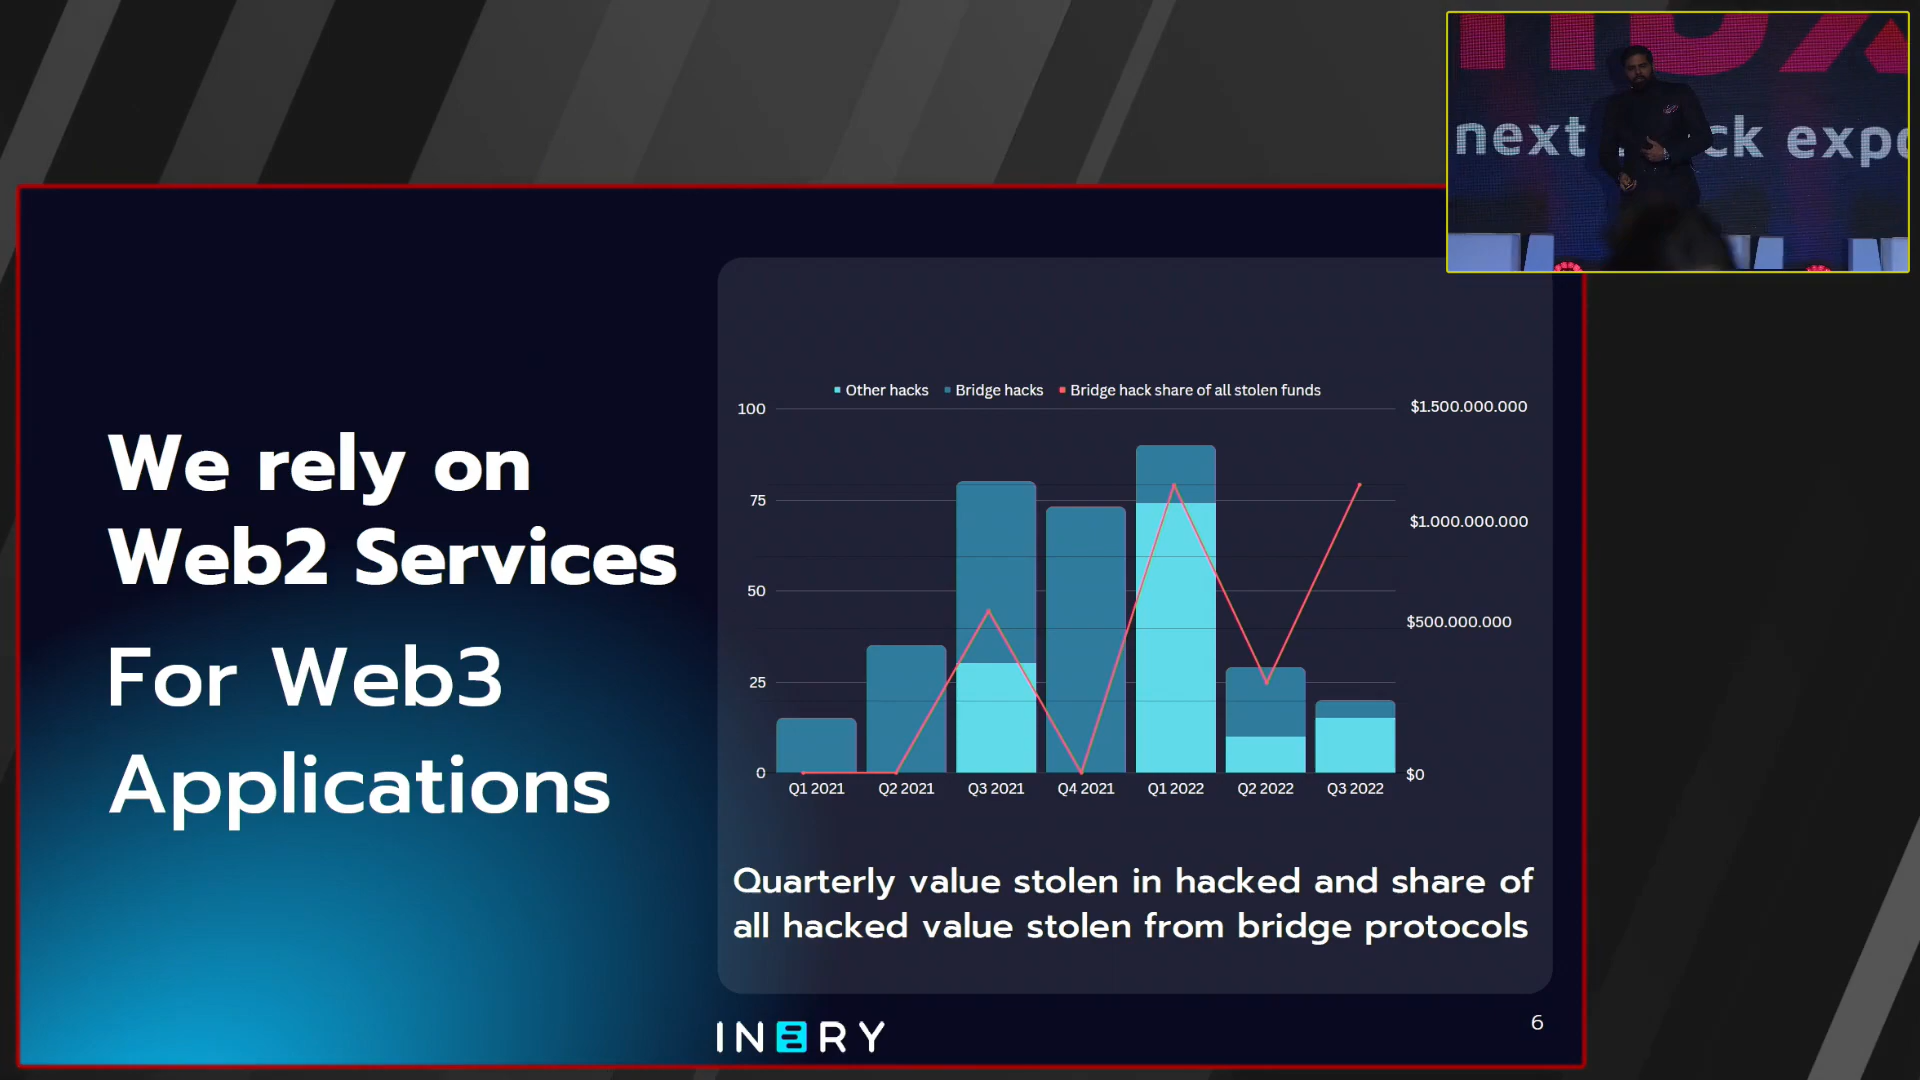 next ck expo
We rely on
Web2 Services
For Web3
Applications
Other hacks Bridge hacks Bridge hack share of all stolen funds
100
75
50
25
0
$1.500.000.000
$1.000.000.000
$500.000.000
$0
Q1 2021 Q2 2021 Q3 2021 Q4 2021 Q1 2022 Q2 2022 Q3 2022
Quarterly value stolen in hacked and share of
all hacked value stolen from bridge protocols
INERY
6